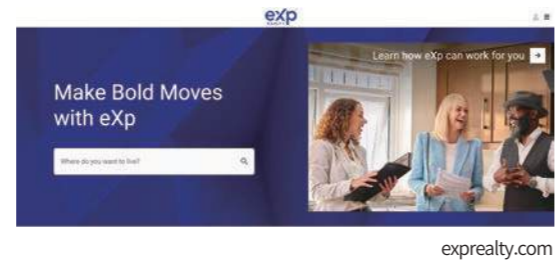 eXp
REALTY
Learn how eXp can work for you
Make Bold Moves
with eXp
Where do you want to live?
exprealty.com